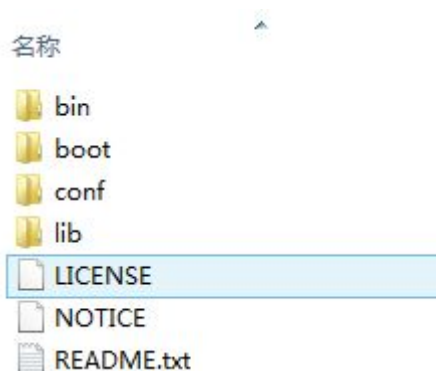 名称
bin
boot
conf
lib
LICENSE
NOTICE
README.txt